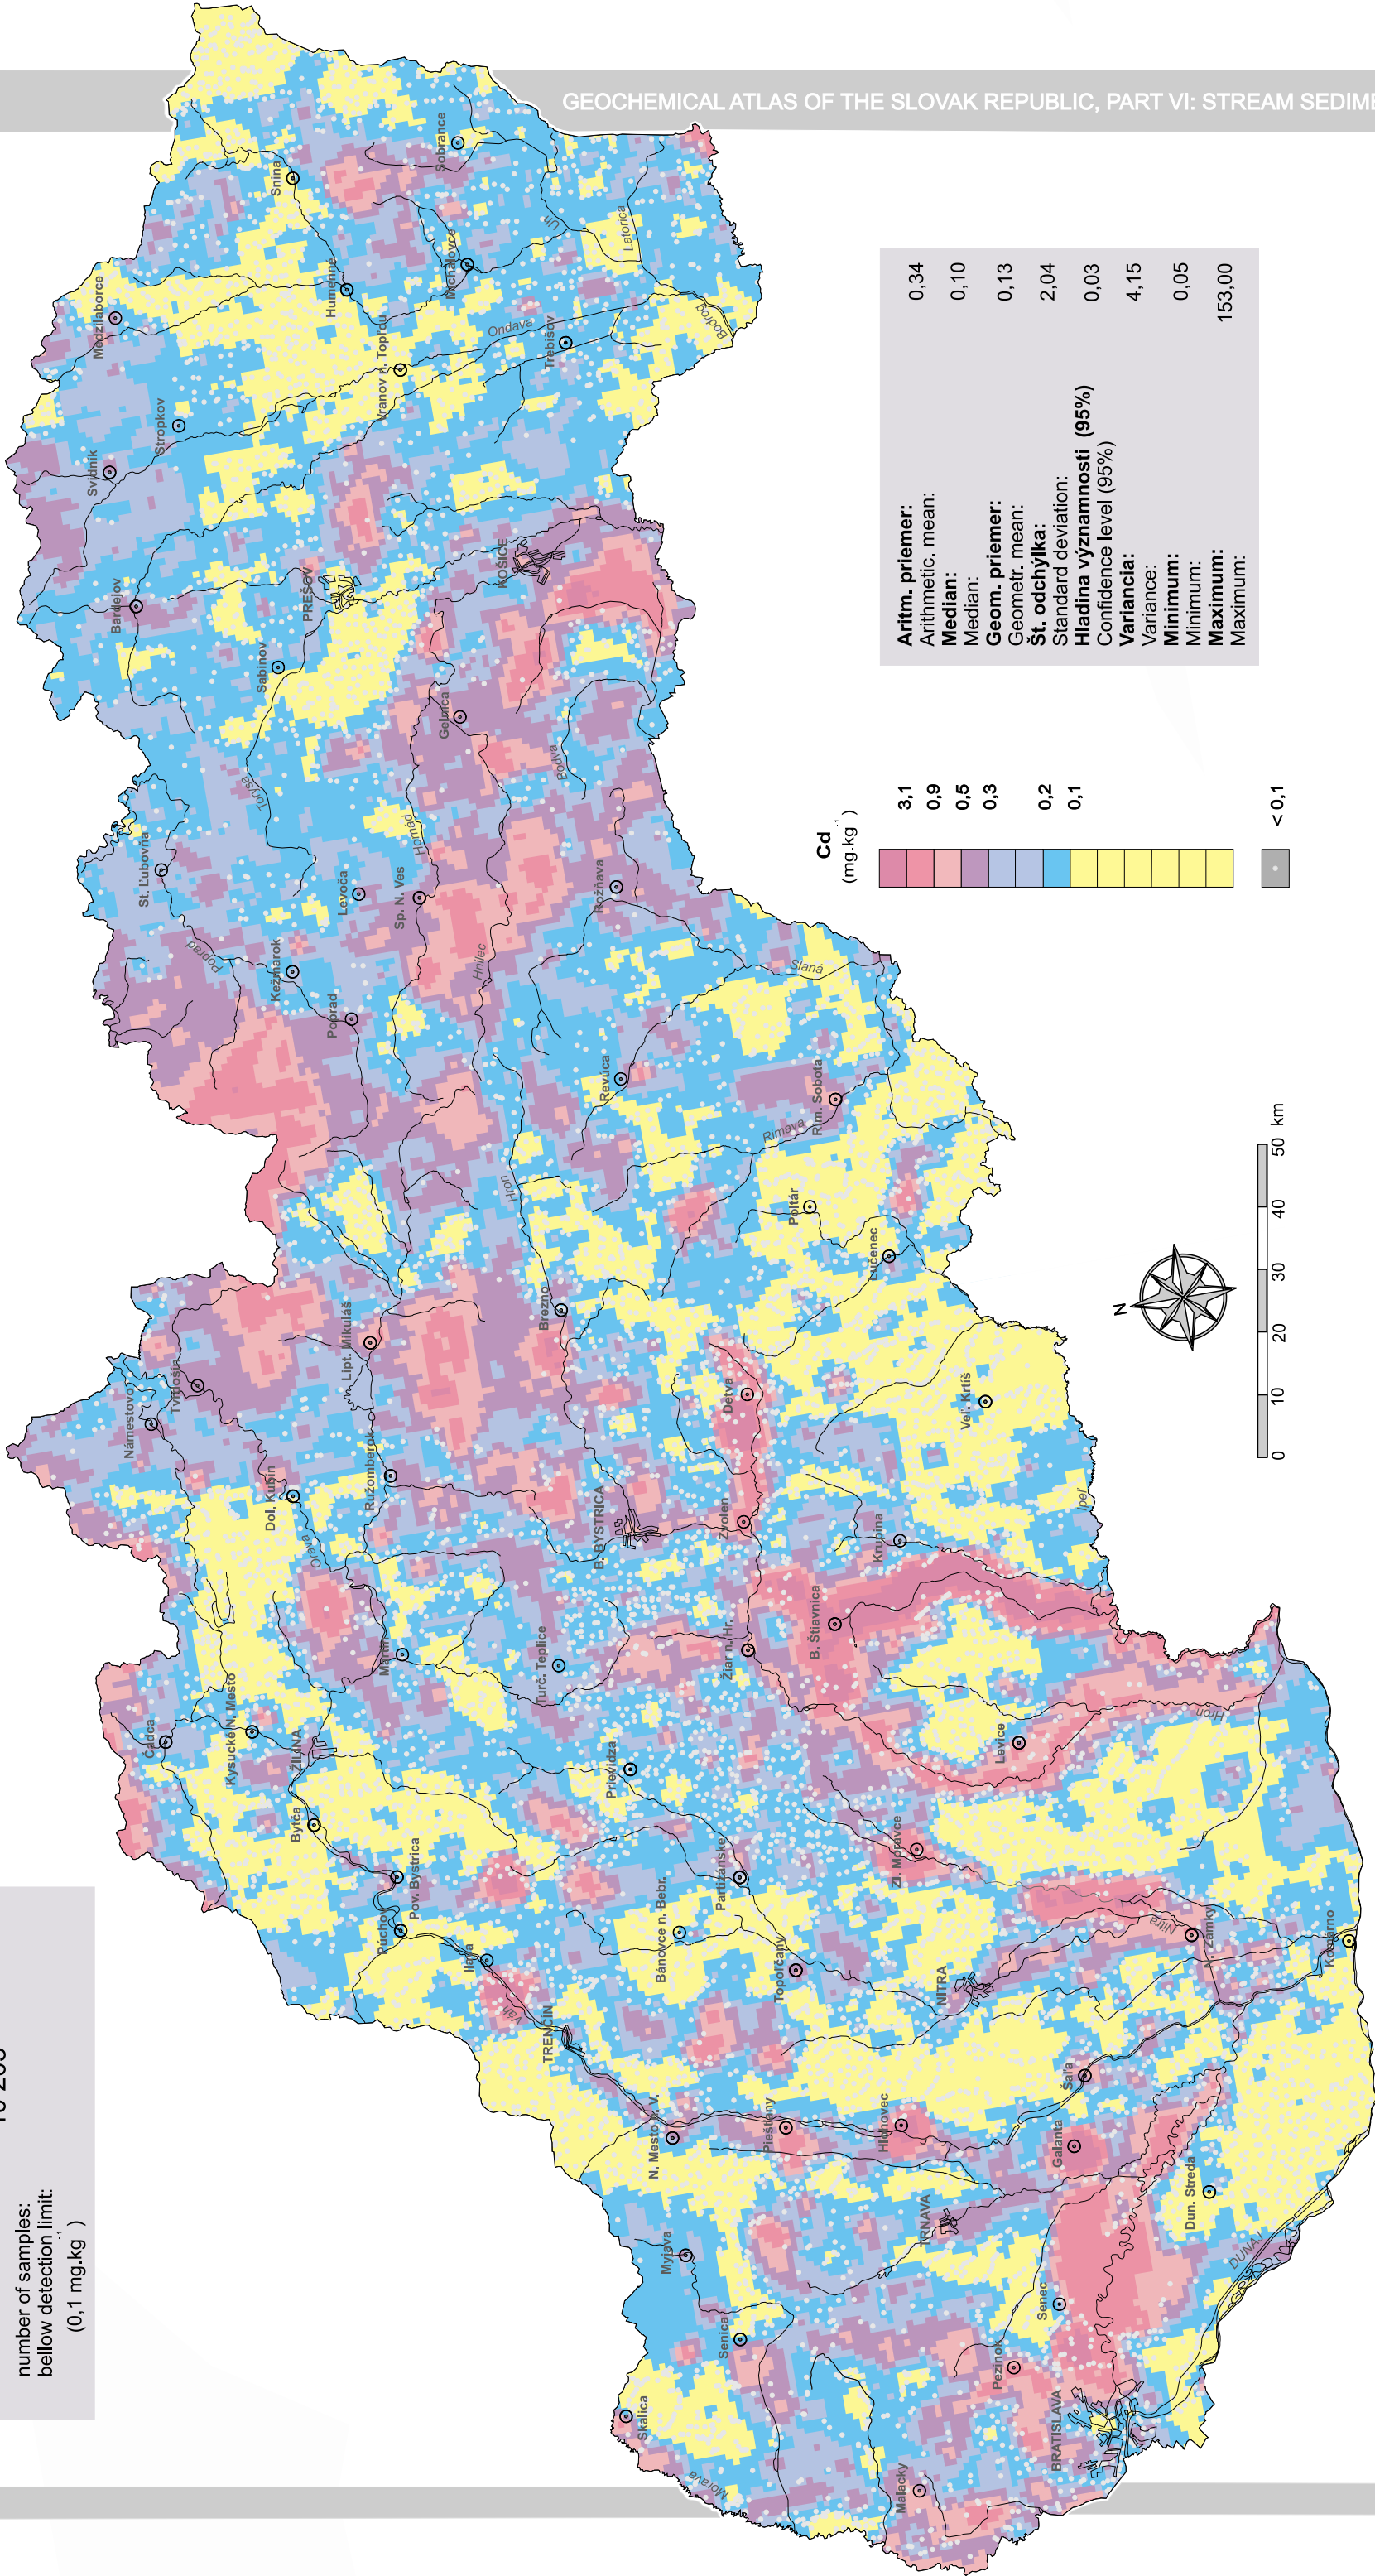 GEOCHEMICAL ATLAS OF THE SLOVAK REPUBLIC, PART VI: STREAM SEDIME
number of samples:
bellow detection limit:
(0,1 mg.kg⁻¹)
Skalica
Malacky
BRATISLAVA
Pezinok
Senec
Senica
Myjava
TRNAVA
Dun. Streda
Galanta
Šaľa
Hlohovec
Piešťany
N. Mesto n. V.
TRENČÍN
Ilava
Púchov
Pov. Bystrica
Bytča
ŽILINA
Kysucké N. Mesto
Čadca
Bánovce n. Bebr.
Partizánske
Topoľčany
NITRA
N. Zámky
Komárno
Zl. Moravce
Levice
Prievidza
Turč. Teplice
Martin
Žiar n. Hr.
B. Štiavnica
Krupina
Zvolen
B. BYSTRICA
Detva
Dol. Kubín
Ružomberok
Námestovo
Tvrdošín
Lipt. Mikuláš
Brezno
Veľ. Krtíš
Lučenec
Poltár
Rim. Sobota
Revúca
Rožňava
Poprad
Kežmarok
Levoča
Sp. N. Ves
St. Ľubovňa
Gelnica
Sabinov
PREŠOV
KOŠICE
Bardejov
Svidník
Stropkov
Medzilaborce
Humenné
Vranov n. Topľou
Trebišov
Michalovce
Sobrance
Snina
Morava
DUNAJ
Váh
Nitra
Hron
Ipeľ
Orava
Hron
Rimava
Slaná
Hnilec
Hornád
Poprad
Torysa
Bodva
Ondava
Latorica
Uh
Bodrog
N
0 10 20 30 40 50 km
Cd
(mg.kg⁻¹)
3,1
0,9
0,5
0,3
0,2
0,1
< 0,1
Aritm. priemer:
Arithmetic. mean: 0,34
Median:
Median: 0,10
Geom. priemer:
Geometr. mean: 0,13
Št. odchýlka:
Standard deviation: 2,04
Hladina významnosti (95%)
Confidence level (95%) 0,03
Variancia:
Variance: 4,15
Minimum:
Minimum: 0,05
Maximum:
Maximum: 153,00